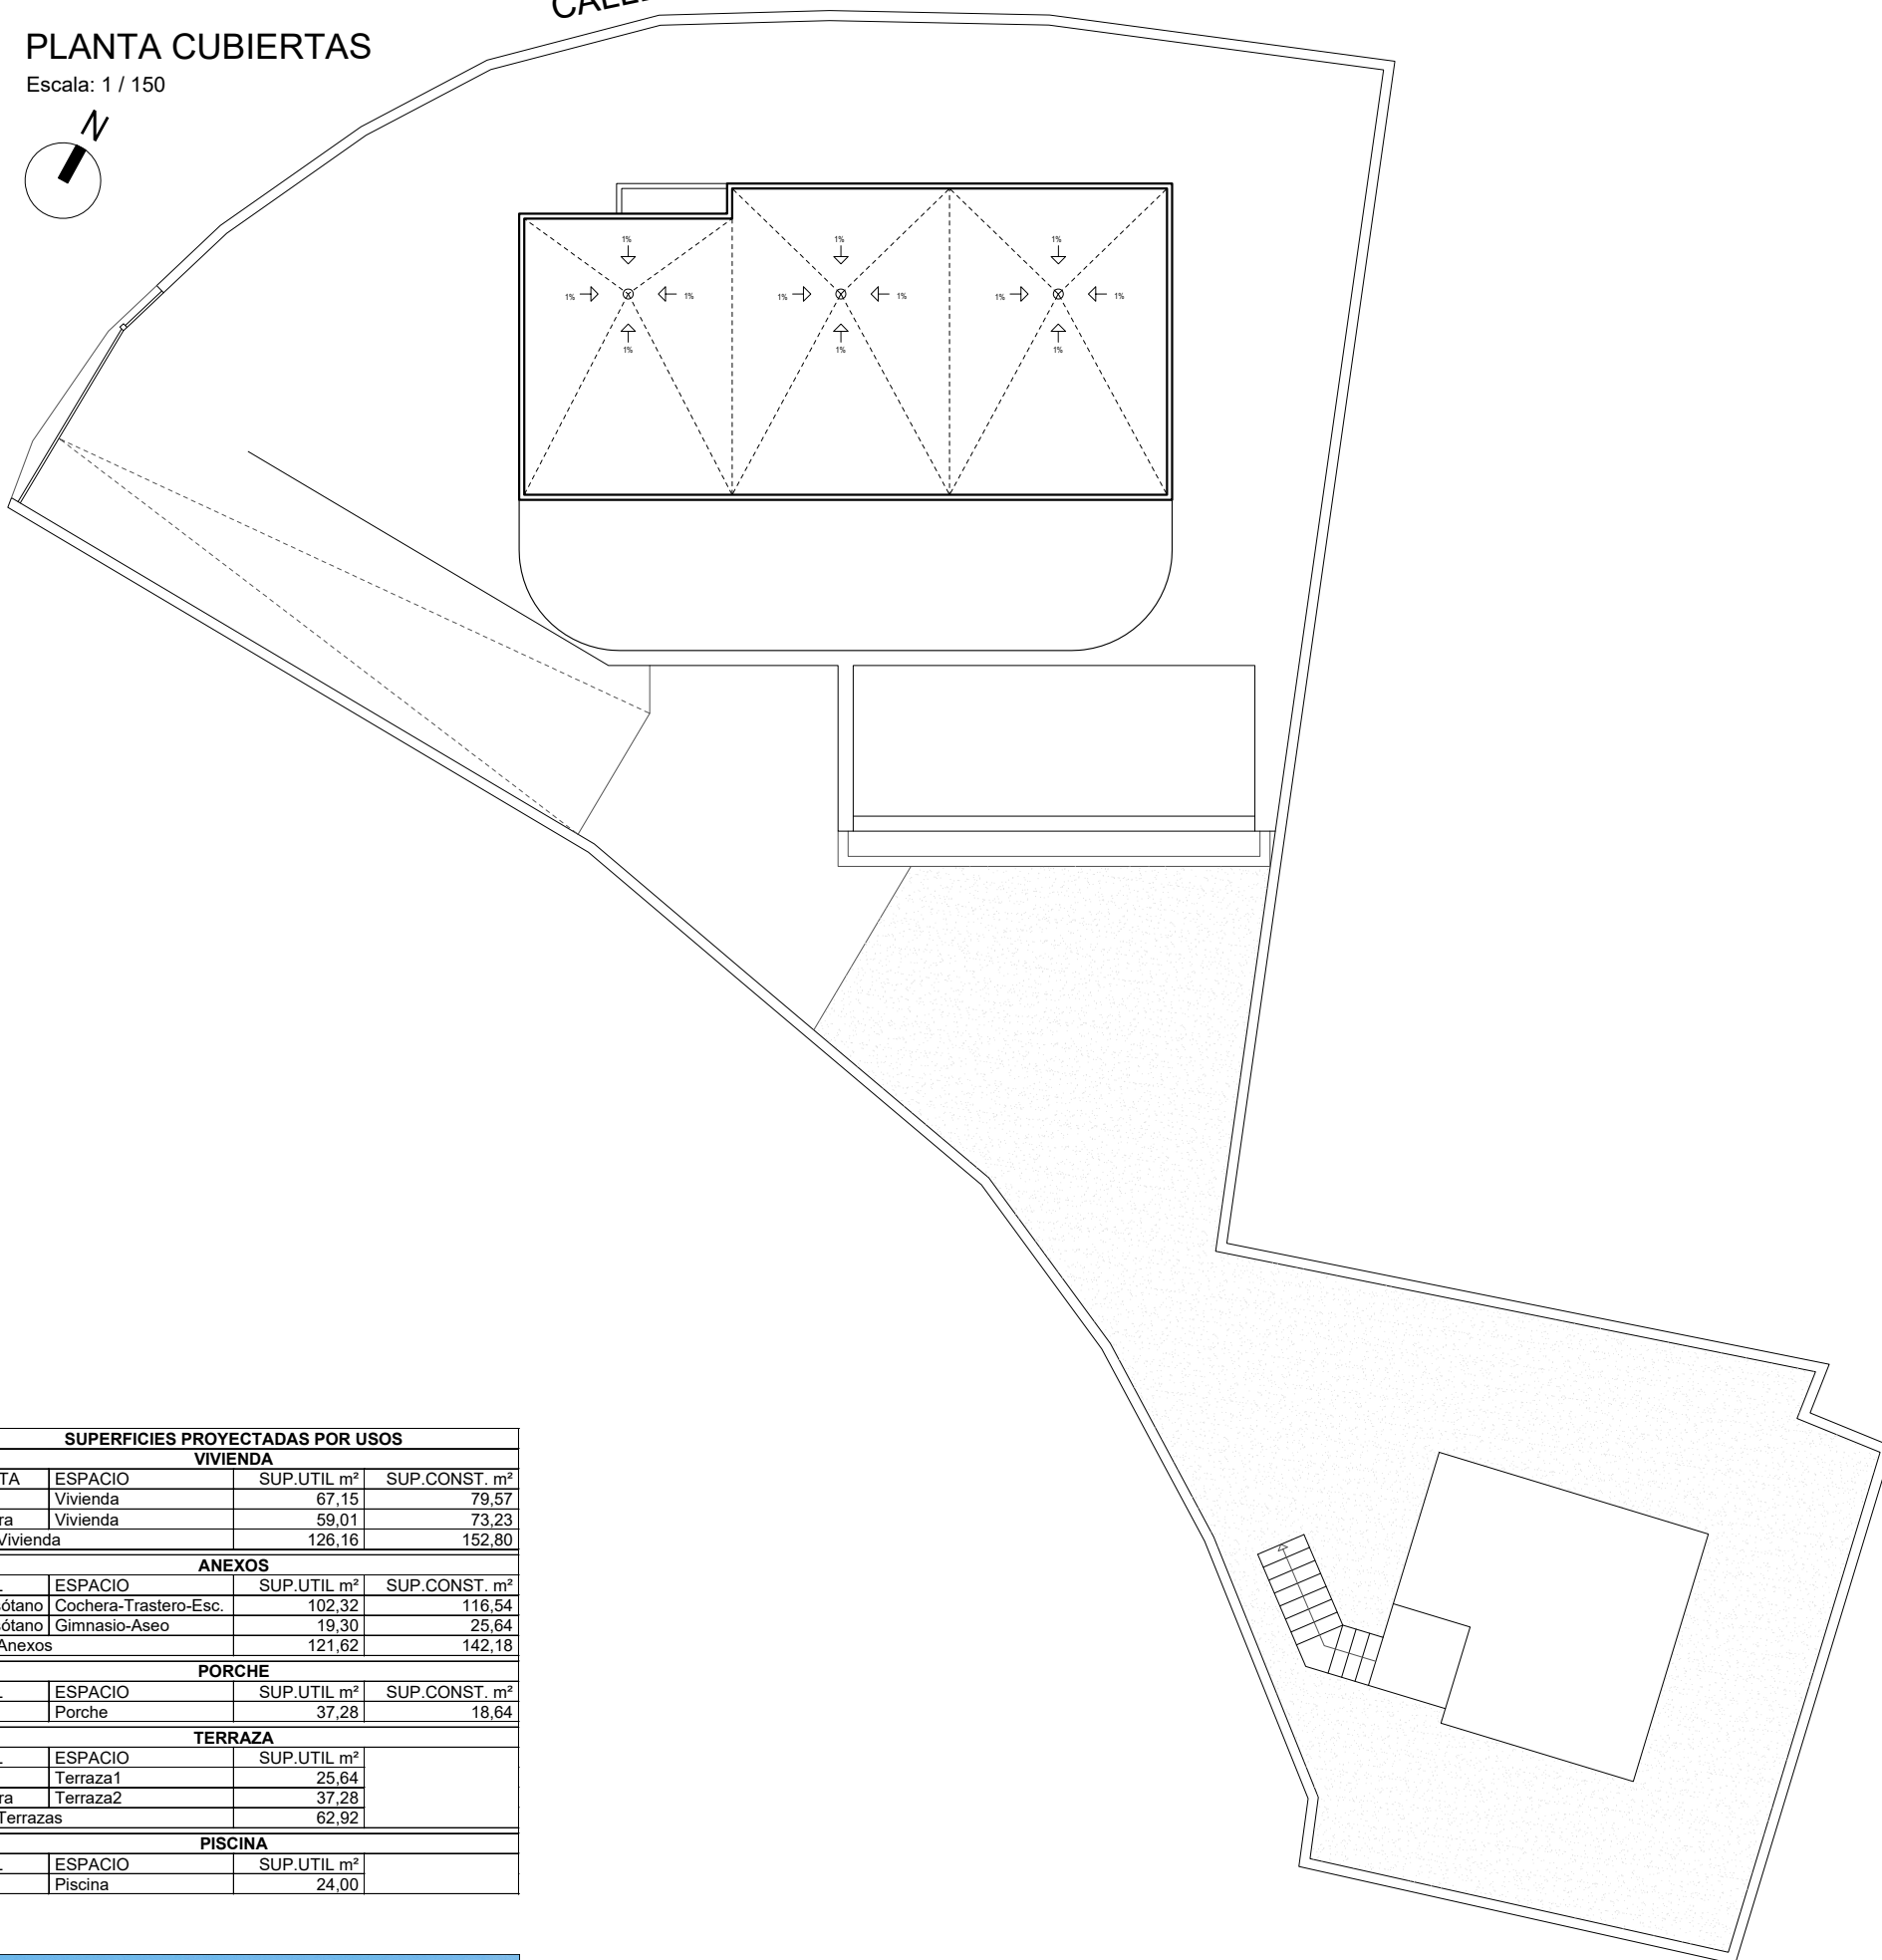 CALLE
PLANTA CUBIERTAS
Escala: 1 / 150
N
1% 1% 1%
1% 1% 1% 1% 1% 1%
1% 1% 1%
SUPERFICIES PROYECTADAS POR USOS
VIVIENDA
TA ESPACIO SUP.UTIL m² SUP.CONST. m²
Vivienda 67,15 79,57
ra Vivienda 59,01 73,23
Vivienda 126,16 152,80
ANEXOS
ESPACIO SUP.UTIL m² SUP.CONST. m²
ótano Cochera-Trastero-Esc. 102,32 116,54
ótano Gimnasio-Aseo 19,30 25,64
Anexos 121,62 142,18
PORCHE
ESPACIO SUP.UTIL m² SUP.CONST. m²
Porche 37,28 18,64
TERRAZA
ESPACIO SUP.UTIL m²
Terraza1 25,64
ra Terraza2 37,28
Terrazas 62,92
PISCINA
ESPACIO SUP.UTIL m²
Piscina 24,00